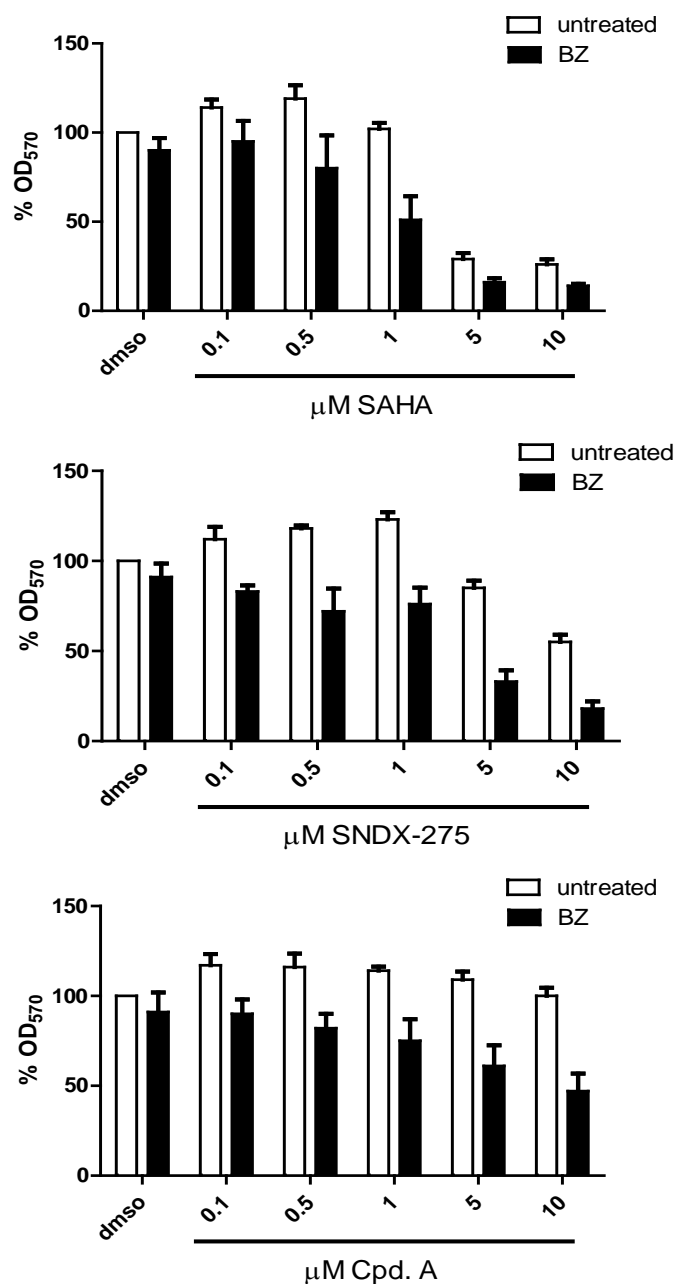 untreated
BZ
150
100
50
0
% OD570
dmso
0.1
0.5
1
5
10
μM SAHA
untreated
BZ
150
100
50
0
% OD570
dmso
0.1
0.5
1
5
10
μM SNDX-275
untreated
BZ
150
100
50
0
% OD570
dmso
0.1
0.5
1
5
10
μM Cpd. A